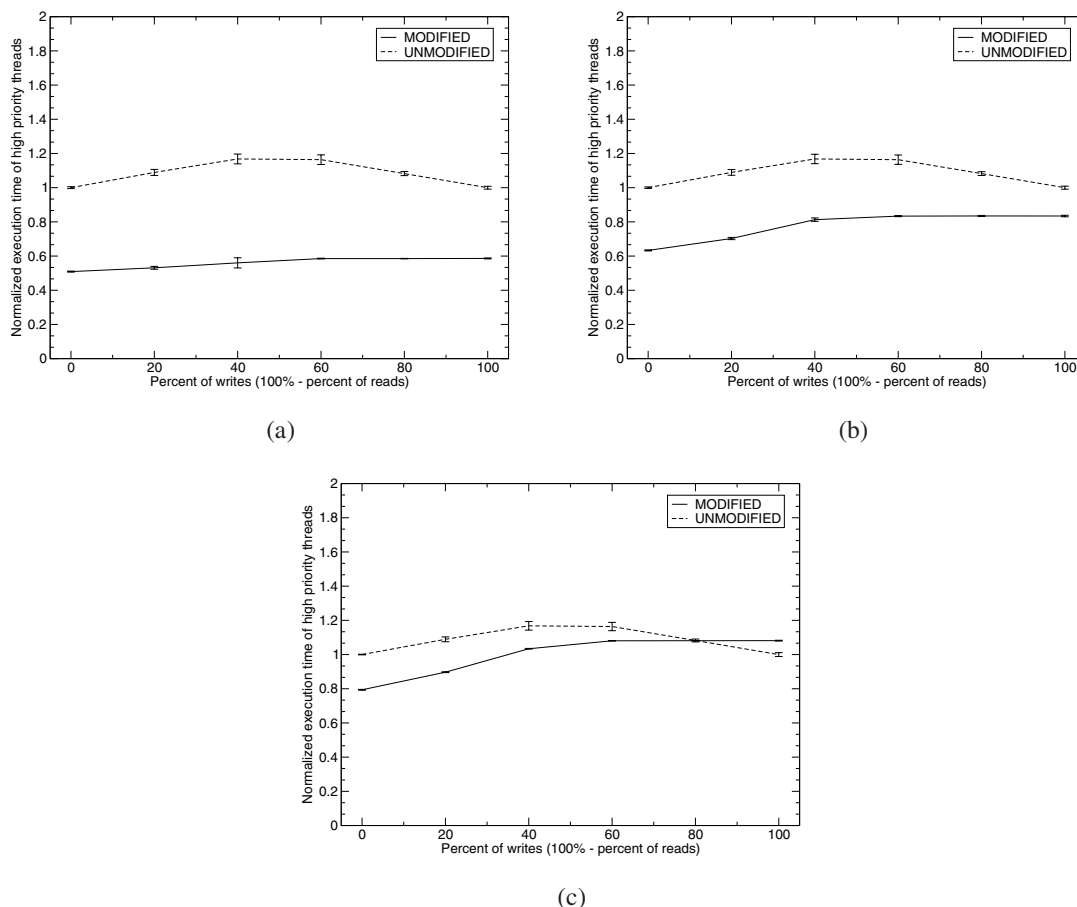 2
1.8
1.6
1.4
1.2
1
0.8
0.6
0.4
0.2
0
Normalized execution time of high priority threads
MODIFIED
UNMODIFIED
0 20 40 60 80 100
Percent of writes (100% - percent of reads)
(a)
2
1.8
1.6
1.4
1.2
1
0.8
0.6
0.4
0.2
0
Normalized execution time of high priority threads
MODIFIED
UNMODIFIED
0 20 40 60 80 100
Percent of writes (100% - percent of reads)
(b)
2
1.8
1.6
1.4
1.2
1
0.8
0.6
0.4
0.2
0
Normalized execution time of high priority threads
MODIFIED
UNMODIFIED
0 20 40 60 80 100
Percent of writes (100% - percent of reads)
(c)